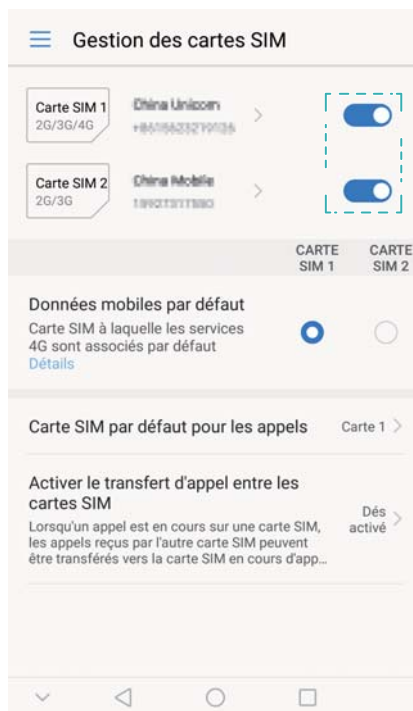 Gestion des cartes SIM
Carte SIM 1
2G/3G/4G
China Unicom
Carte SIM 2
2G/3G
China Mobile
CARTE SIM 1
CARTE SIM 2
Données mobiles par défaut
Carte SIM à laquelle les services
4G sont associés par défaut
Détails
Carte SIM par défaut pour les appels
Carte 1
Activer le transfert d'appel entre les
cartes SIM
Lorsqu'un appel est en cours sur une carte SIM,
les appels reçus par l'autre carte SIM peuvent
être transférés vers la carte SIM en cours d'app...
Dés
activé